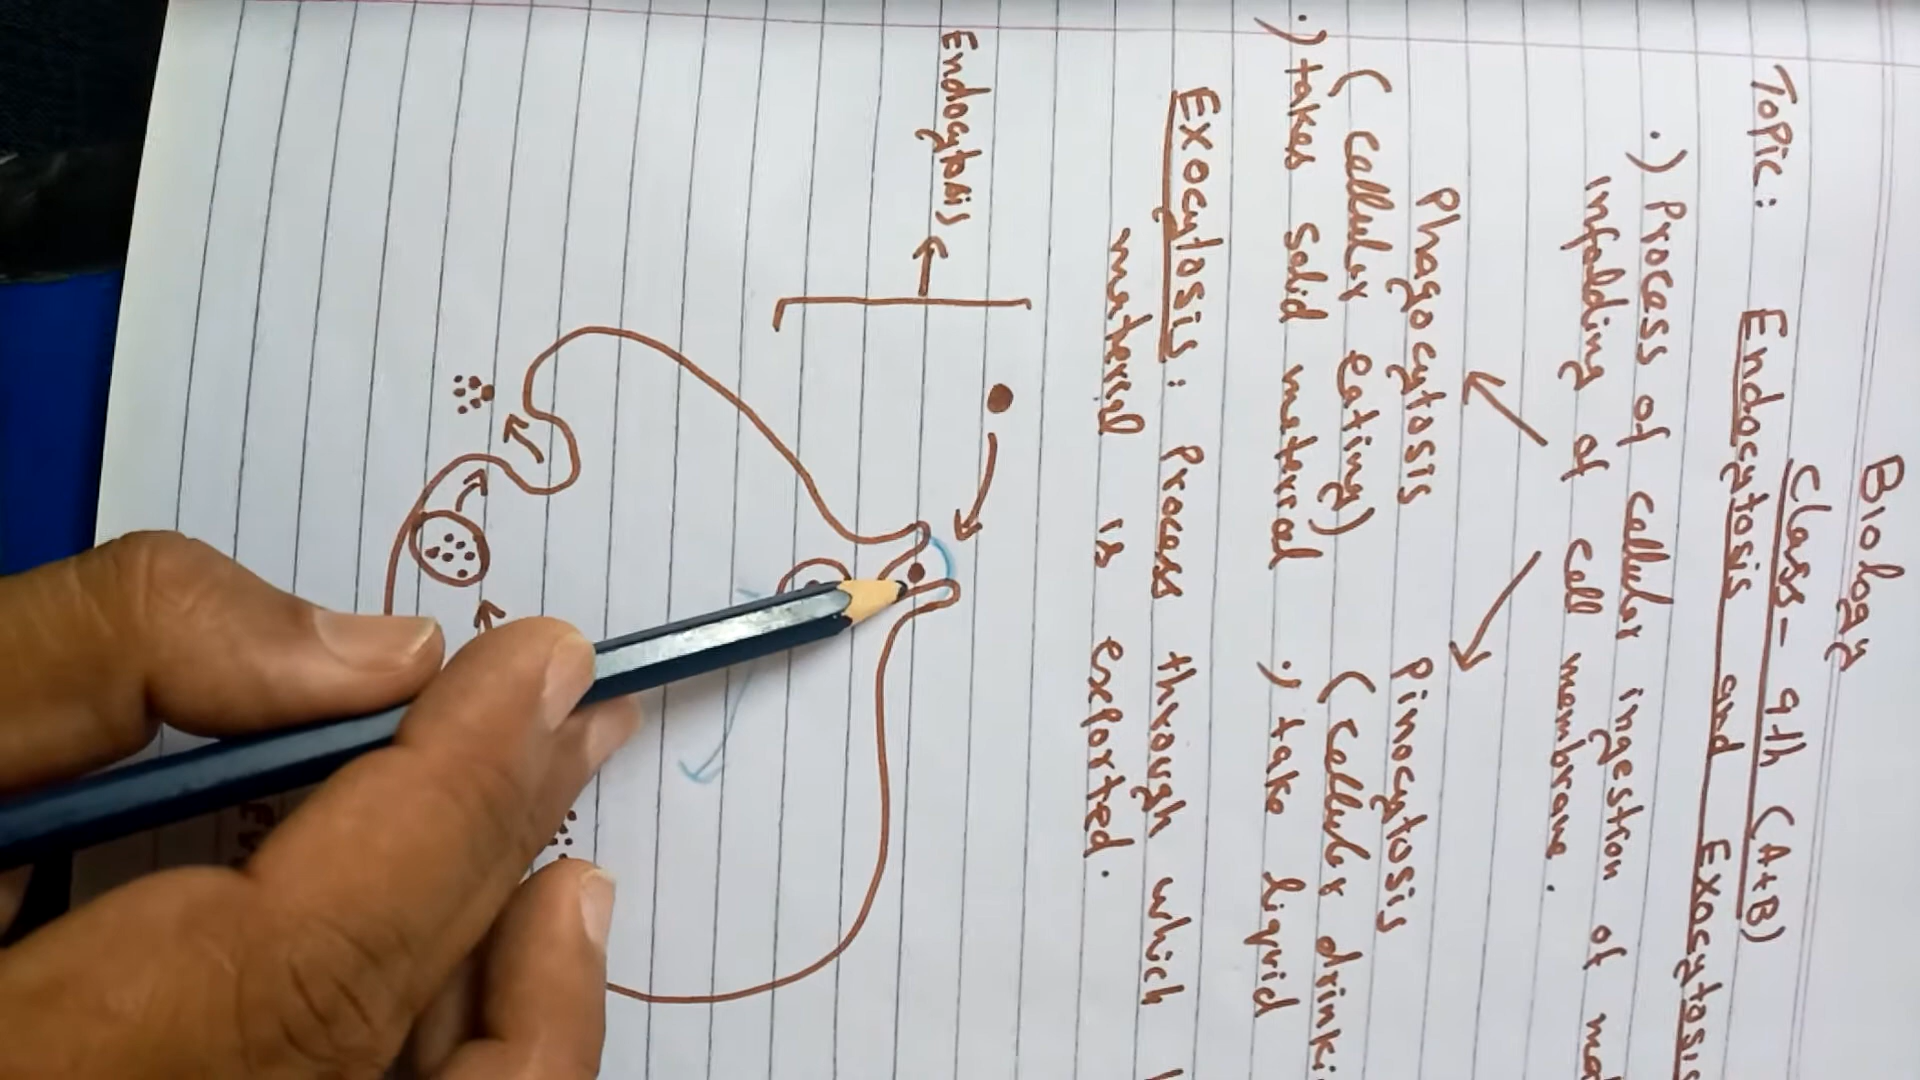 Biology
Class - 9th (A+B)
Topic: Endocytosis and Exocytosis
.) Process of cellular ingestion of
infolding of cell membrane.
Phagocytosis Pinocytosis
(cellular eating) (cellular
.) takes solid material .) take liquid
Exocytosis: Process through which
material is exported.
Endocytosis